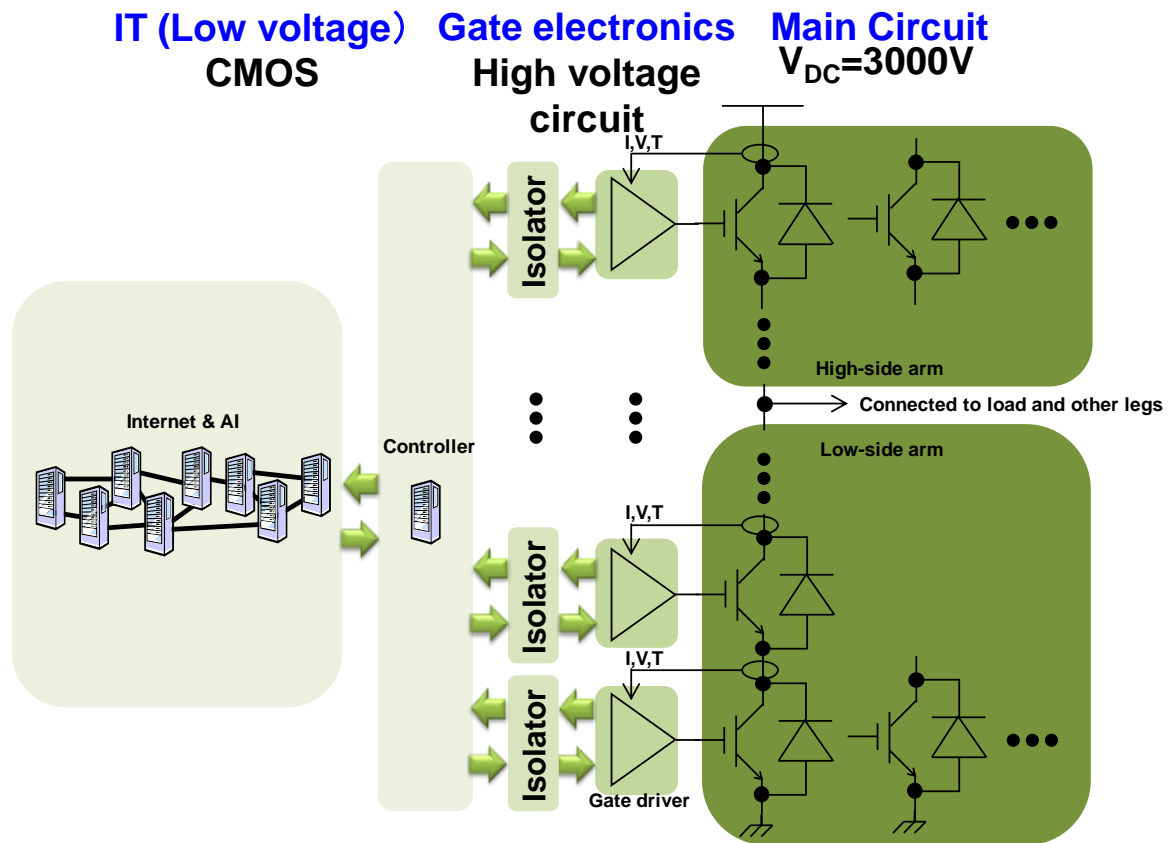 IT (Low voltage）
CMOS
Gate electronics
High voltage
circuit
Main Circuit
V_DC=3000V
I,V,T
Isolator
High-side arm
Connected to load and other legs
Internet & AI
Controller
Low-side arm
I,V,T
Isolator
I,V,T
Isolator
Gate driver